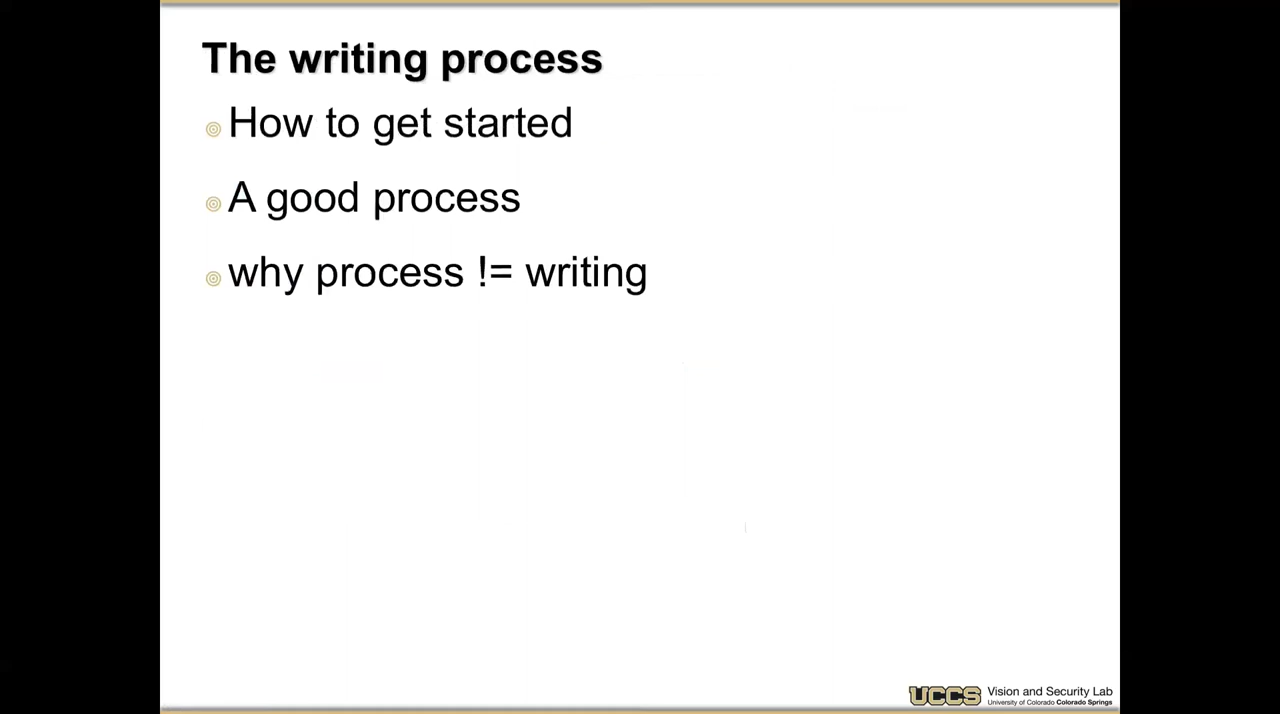 The writing process
How to get started
A good process
why process != writing
UCCS
Vision and Security Lab
University of Colorado Colorado Springs